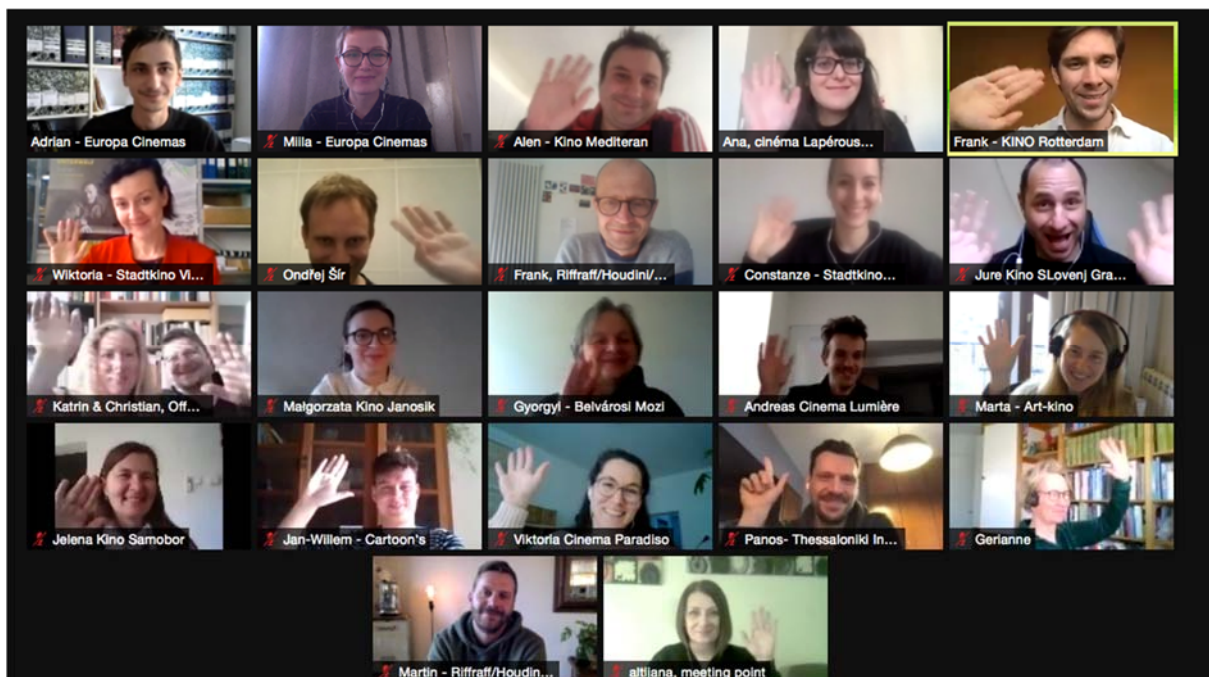 Adrian - Europa Cinemas
Miila - Europa Cinemas
Alen - Kino Mediteran
Ana, cinéma Lapérous...
Frank - KINO Rotterdam
Wiktoria - Stadtkino Vi...
Ondřej Šír
Frank, Riffraff/Houdini/...
Constanze - Stadtkino...
Jure Kino SLovenj Gra...
Katrin & Christian, Off...
Małgorzata Kino Janosik
Gyorgyi - Belvárosi Mozi
Andreas Cinema Lumière
Marta - Art-kino
Jelena Kino Samobor
Jan-Willem - Cartoon's
Viktoria Cinema Paradiso
Panos- Thessaloniki In...
Gerianne
Martin - Riffraff/Houdin...
altijana, meeting point